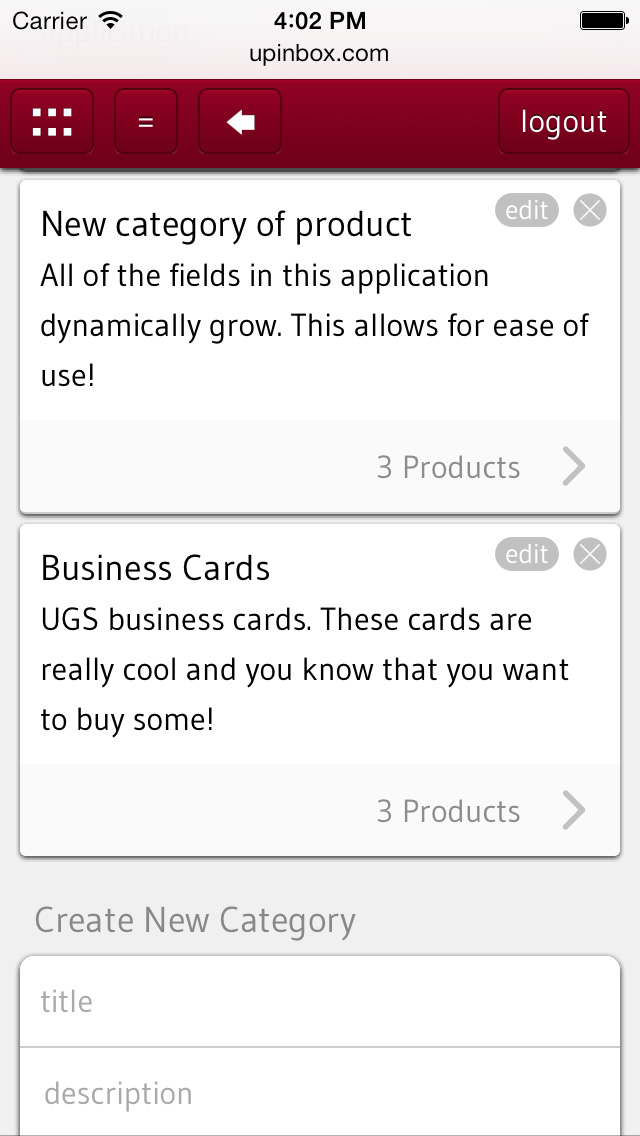 Carrier 4:02 PM
application
upinbox.com
= logout
New category of product edit
All of the fields in this application
dynamically grow. This allows for ease of
use!
3 Products
Business Cards edit
UGS business cards. These cards are
really cool and you know that you want
to buy some!
3 Products
Create New Category
title
description